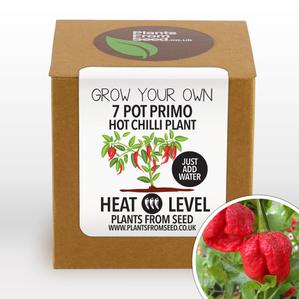 Plants
From
Seed.co.uk
GROW YOUR OWN
7 POT PRIMO
HOT CHILLI PLANT
JUST
ADD
WATER
HEAT LEVEL
PLANTS FROM SEED
WWW.PLANTSFROMSEED.CO.UK